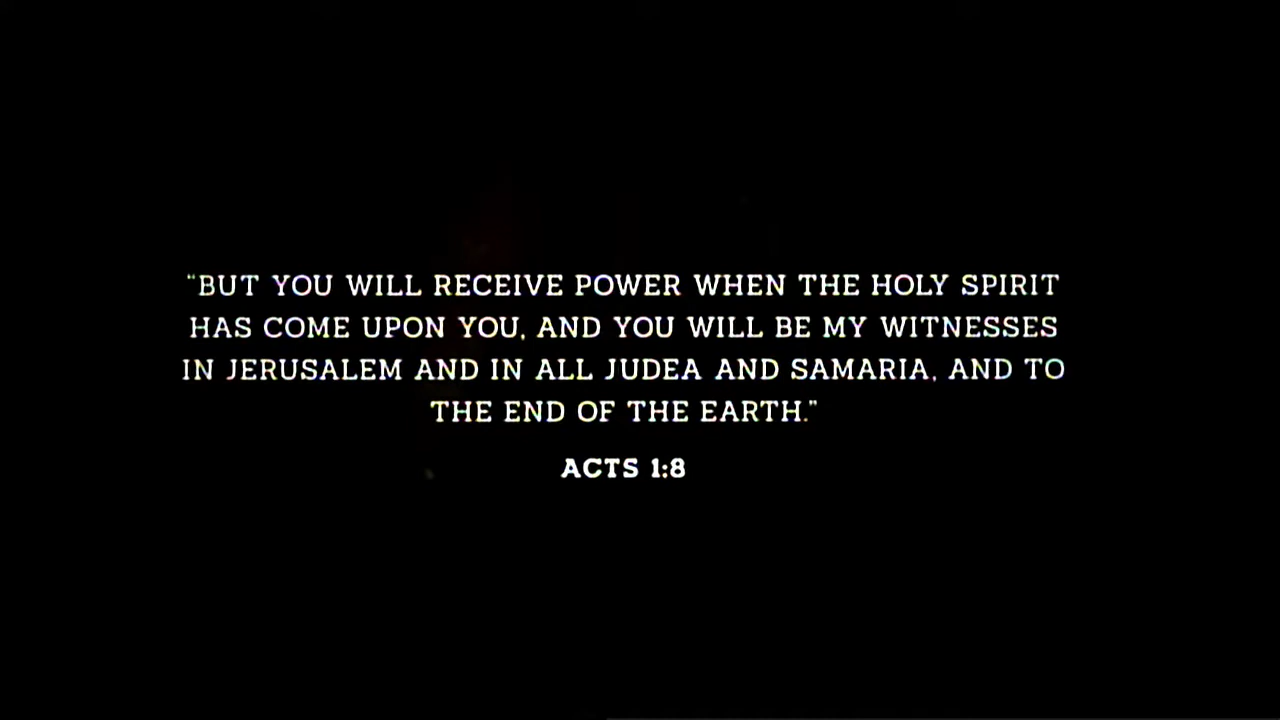 “BUT YOU WILL RECEIVE POWER WHEN THE HOLY SPIRIT
HAS COME UPON YOU, AND YOU WILL BE MY WITNESSES
IN JERUSALEM AND IN ALL JUDEA AND SAMARIA, AND TO
THE END OF THE EARTH.”
ACTS 1:8